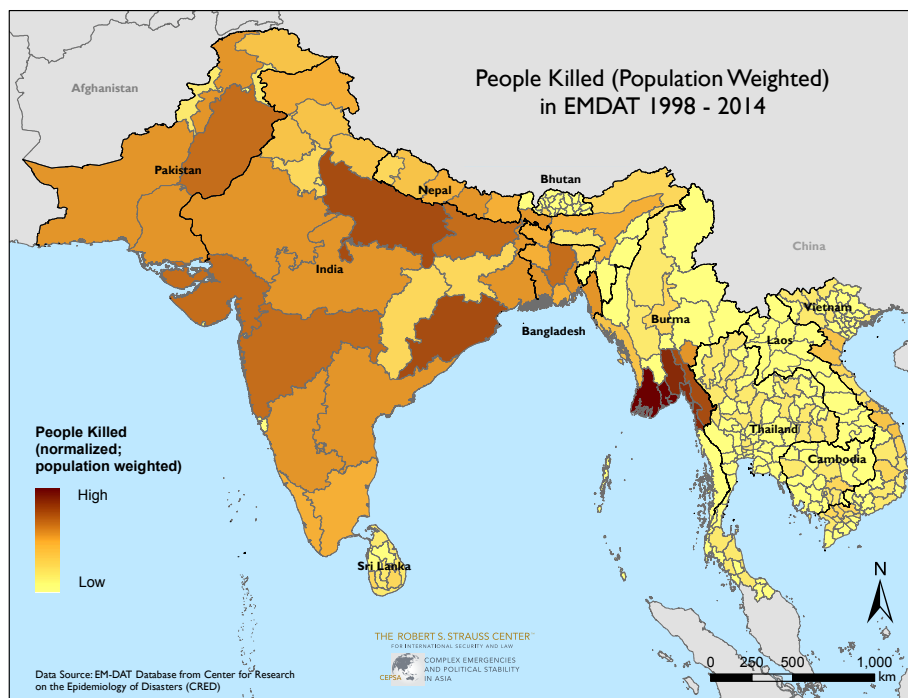 People Killed (Population Weighted)
in EMDAT 1998 - 2014
Afghanistan
Pakistan
Nepal
Bhutan
China
India
Bangladesh
Burma
Vietnam
Laos
Thailand
Cambodia
Sri Lanka
People Killed
(normalized;
population weighted)
High
Low
N
THE ROBERT S. STRAUSS CENTER™
FOR INTERNATIONAL SECURITY AND LAW
CEPSA
COMPLEX EMERGENCIES
AND POLITICAL STABILITY
IN ASIA
0 250 500 1,000
km
Data Source: EM-DAT Database from Center for Research
on the Epidemiology of Disasters (CRED)